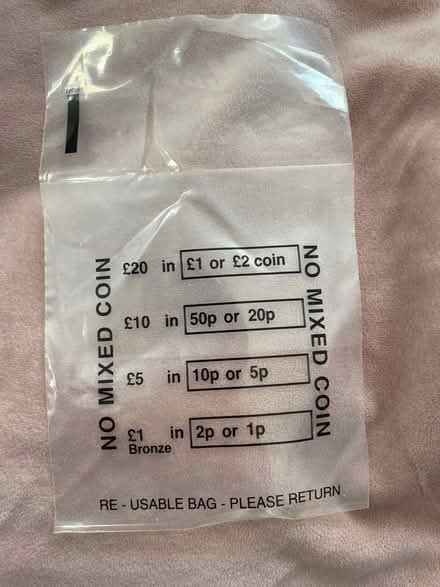 NO MIXED COIN
£20 in £1 or £2 coin
£10 in 50p or 20p
£5 in 10p or 5p
£1 in 2p or 1p
Bronze
NO MIXED COIN
RE - USABLE BAG - PLEASE RETURN